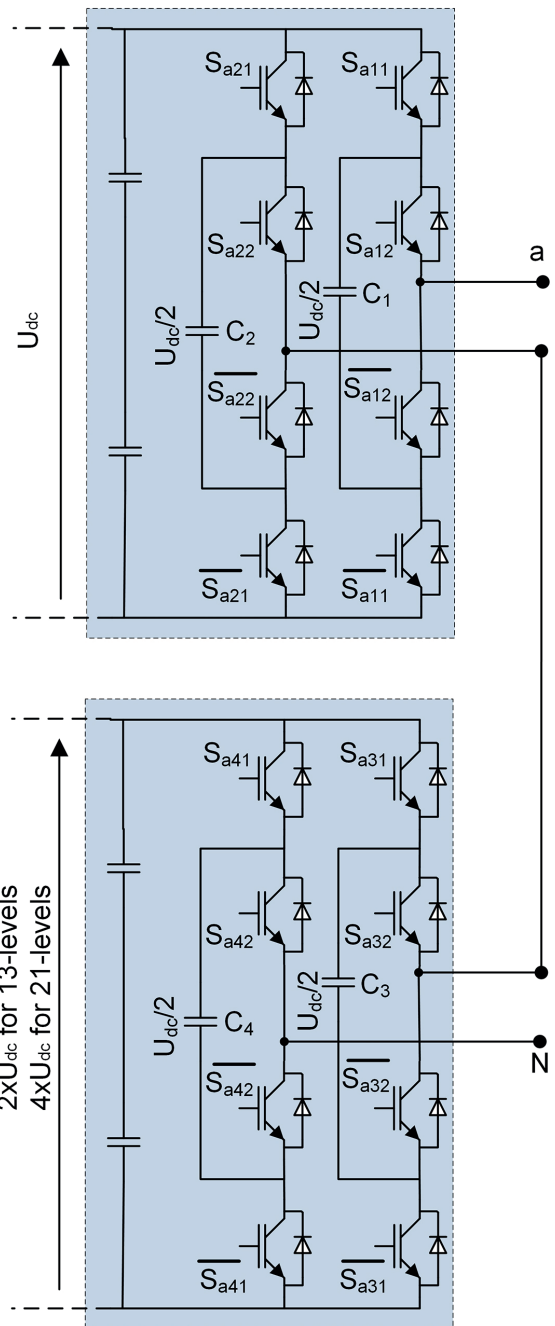 Sa21 Sa11
Sa22 Sa12
a
Udc
Udc/2 C2 Udc/2 C1
Sa22 Sa12
Sa21 Sa11
Sa41 Sa31
Sa42 Sa32
2xUdc for 13-levels
4xUdc for 21-levels
Udc/2 C4 Udc/2 C3
N
Sa42 Sa32
Sa41 Sa31